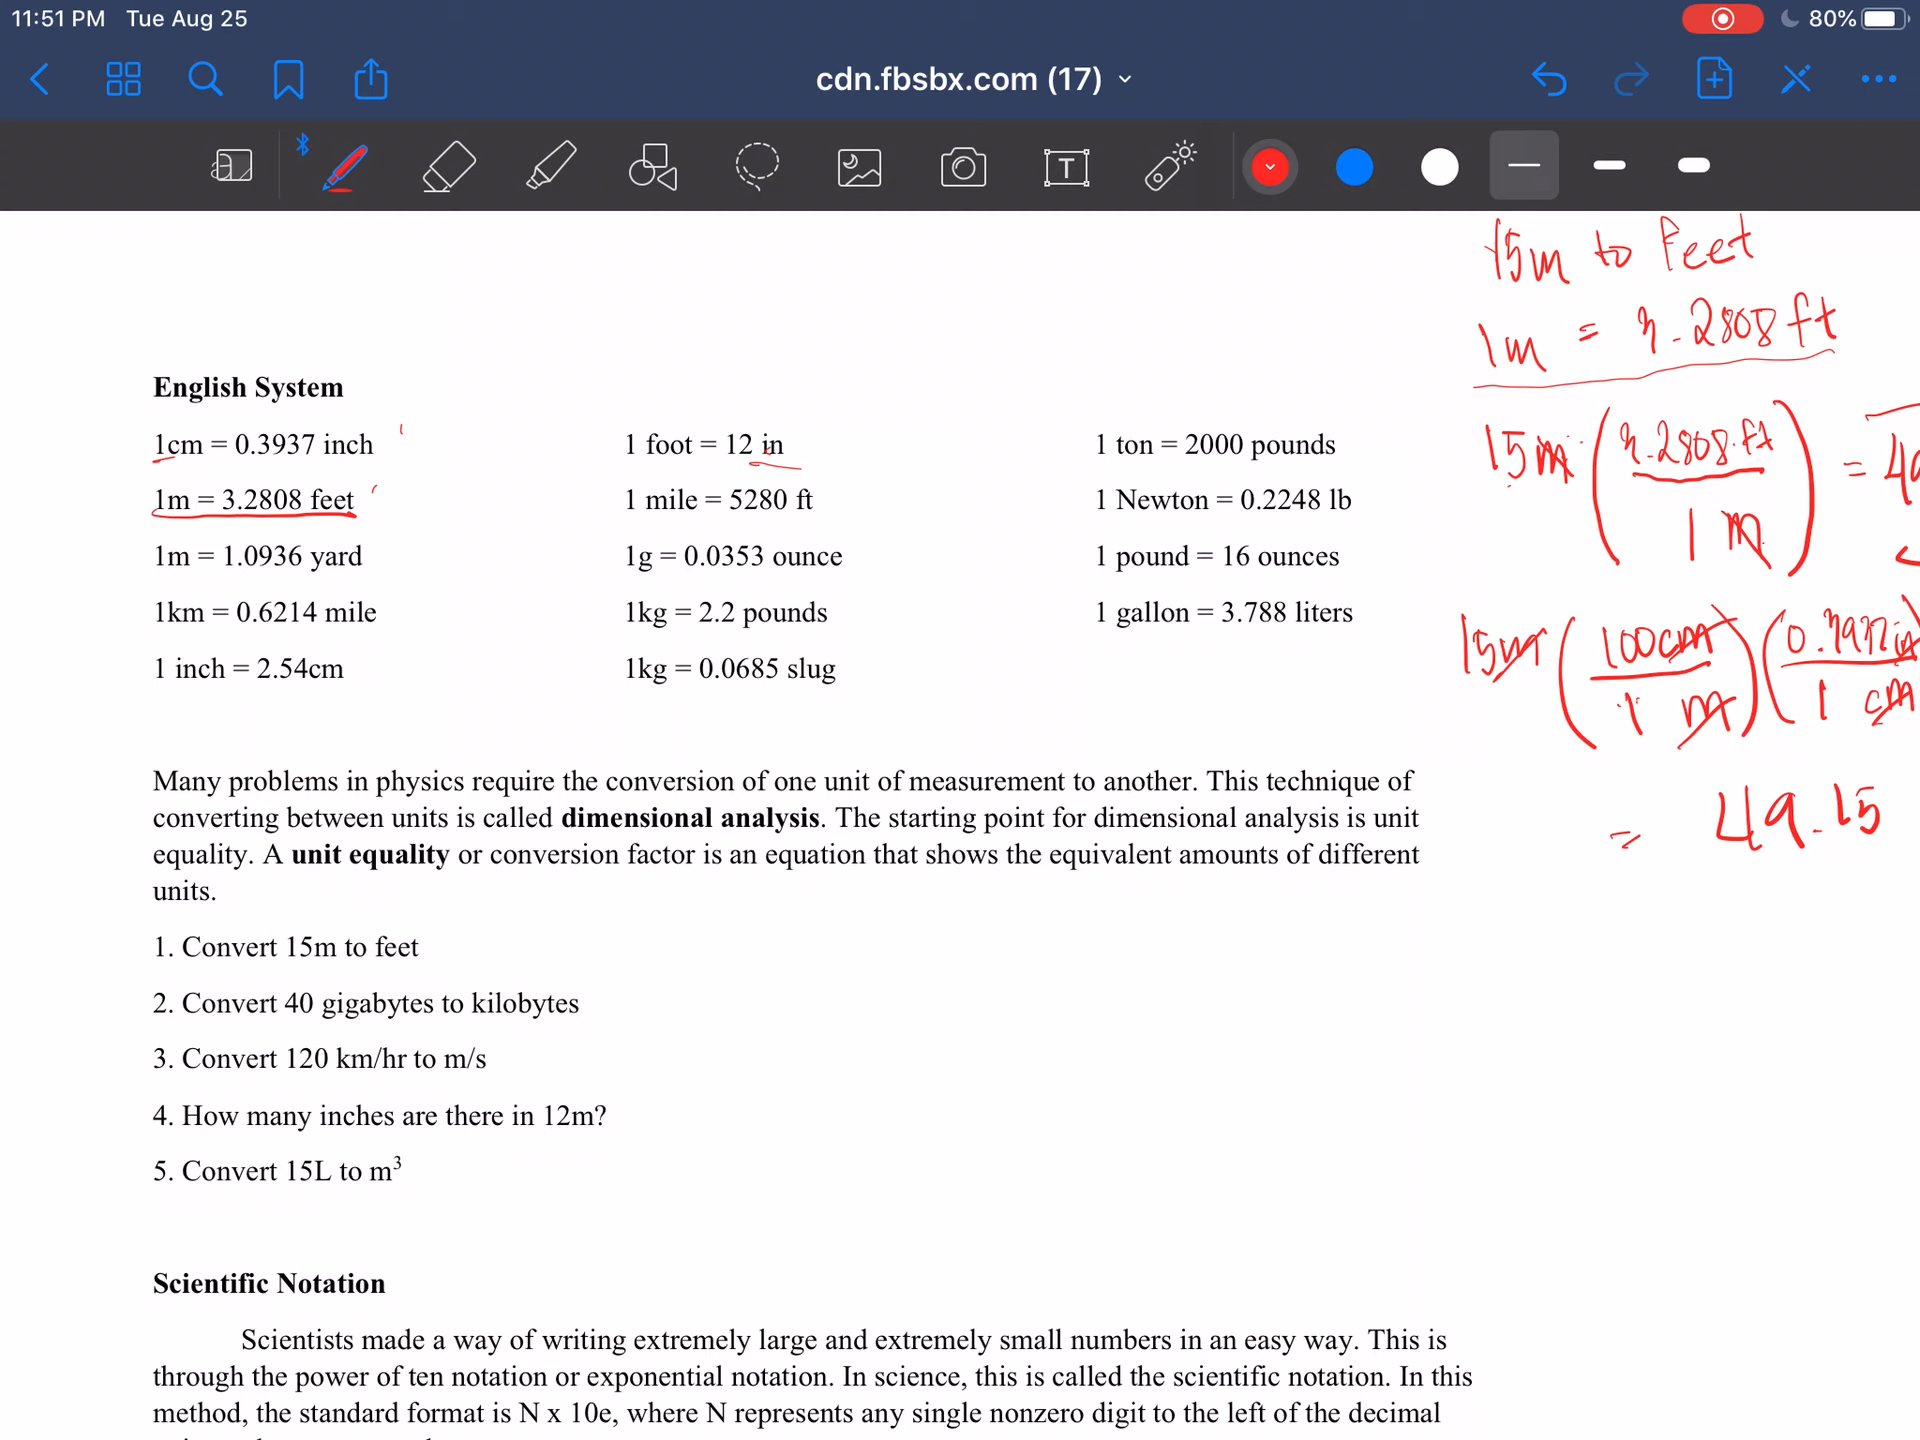 11:51 PM Tue Aug 25
80%
cdn.fbsbx.com (17)
15m to Feet
1m = 3.2808 ft
English System
1cm = 0.3937 inch
1 foot = 12 in
1 ton = 2000 pounds
1m = 3.2808 feet
1 mile = 5280 ft
1 Newton = 0.2248 lb
1m = 1.0936 yard
1g = 0.0353 ounce
1 pound = 16 ounces
1km = 0.6214 mile
1kg = 2.2 pounds
1 gallon = 3.788 liters
1 inch = 2.54cm
1kg = 0.0685 slug
15m (3.2808 ft / 1 m) = 
15m (100cm / 1 m) (0.3937 in / 1 cm
= 49.15
Many problems in physics require the conversion of one unit of measurement to another. This technique of
converting between units is called dimensional analysis. The starting point for dimensional analysis is unit
equality. A unit equality or conversion factor is an equation that shows the equivalent amounts of different
units.
1. Convert 15m to feet
2. Convert 40 gigabytes to kilobytes
3. Convert 120 km/hr to m/s
4. How many inches are there in 12m?
5. Convert 15L to m³
Scientific Notation
Scientists made a way of writing extremely large and extremely small numbers in an easy way. This is
through the power of ten notation or exponential notation. In science, this is called the scientific notation. In this
method, the standard format is N x 10e, where N represents any single nonzero digit to the left of the decimal